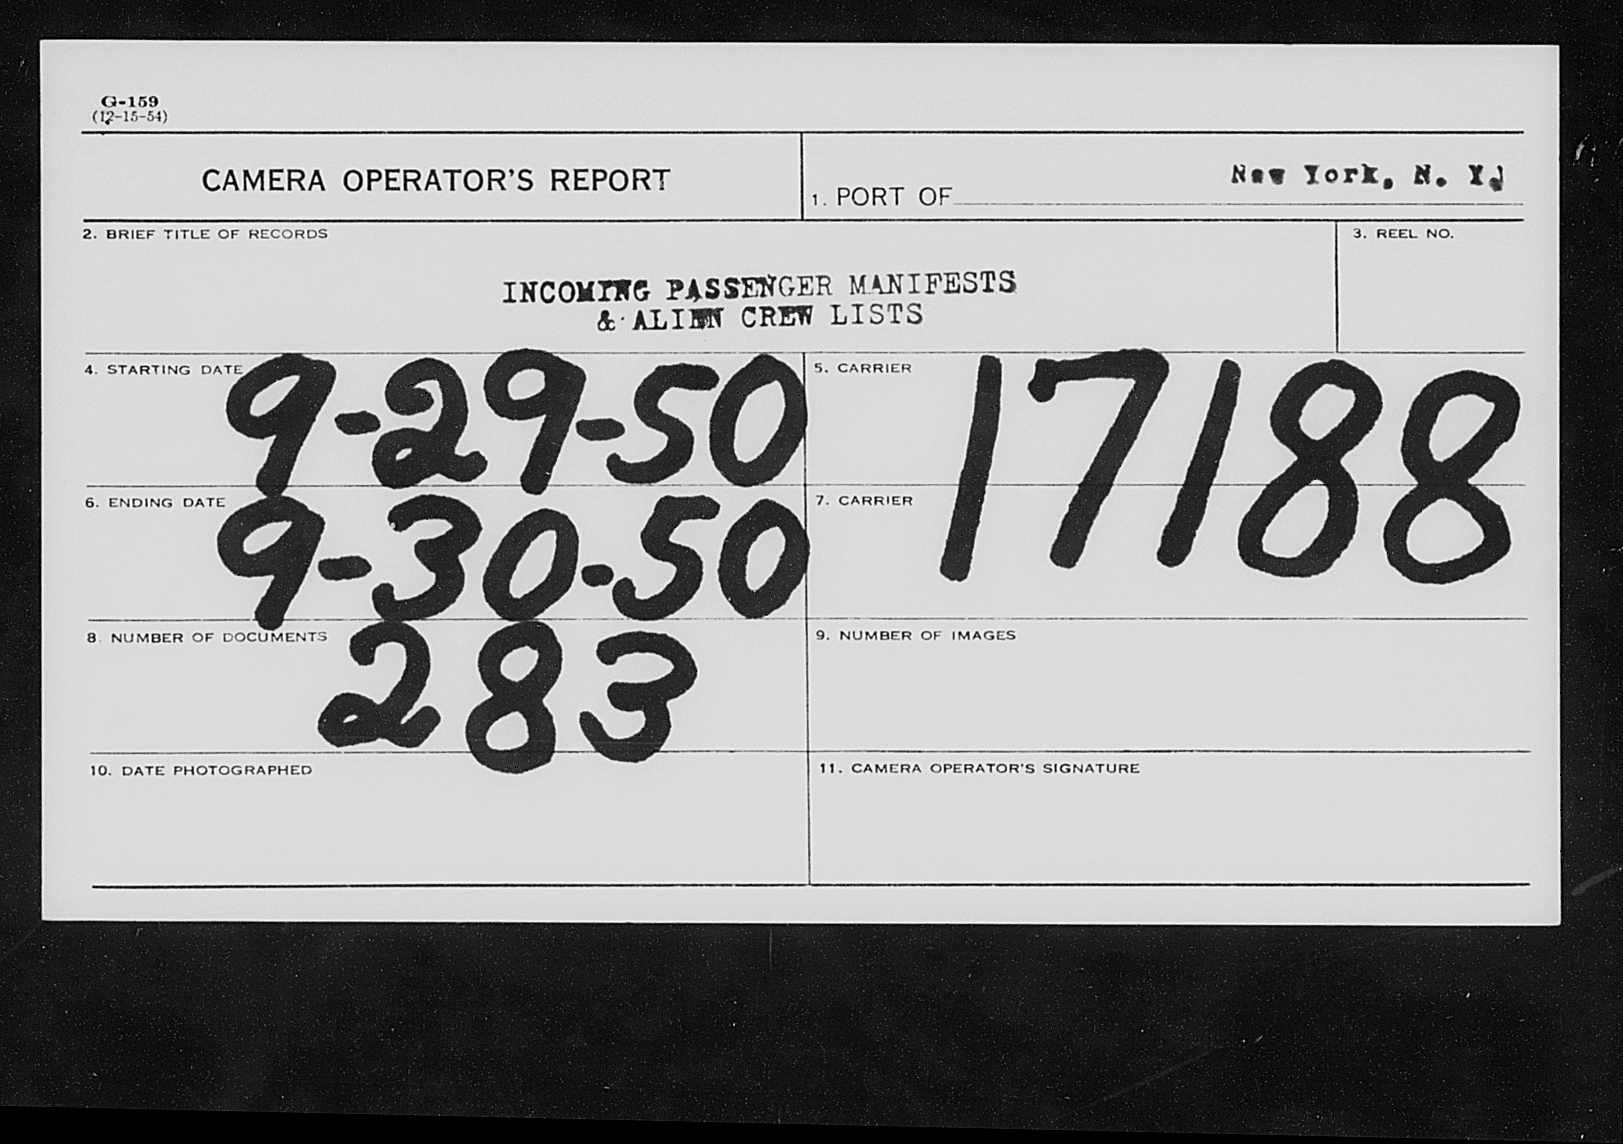 G-159
(12-15-54)
CAMERA OPERATOR'S REPORT
1. PORT OF New York, N. Y.
2. BRIEF TITLE OF RECORDS
3. REEL NO.
INCOMING PASSENGER MANIFESTS
& ALIEN CREW LISTS
4. STARTING DATE 9-29-50
5. CARRIER 17188
6. ENDING DATE 9-30-50
7. CARRIER
8. NUMBER OF DOCUMENTS 283
9. NUMBER OF IMAGES
10. DATE PHOTOGRAPHED
11. CAMERA OPERATOR'S SIGNATURE